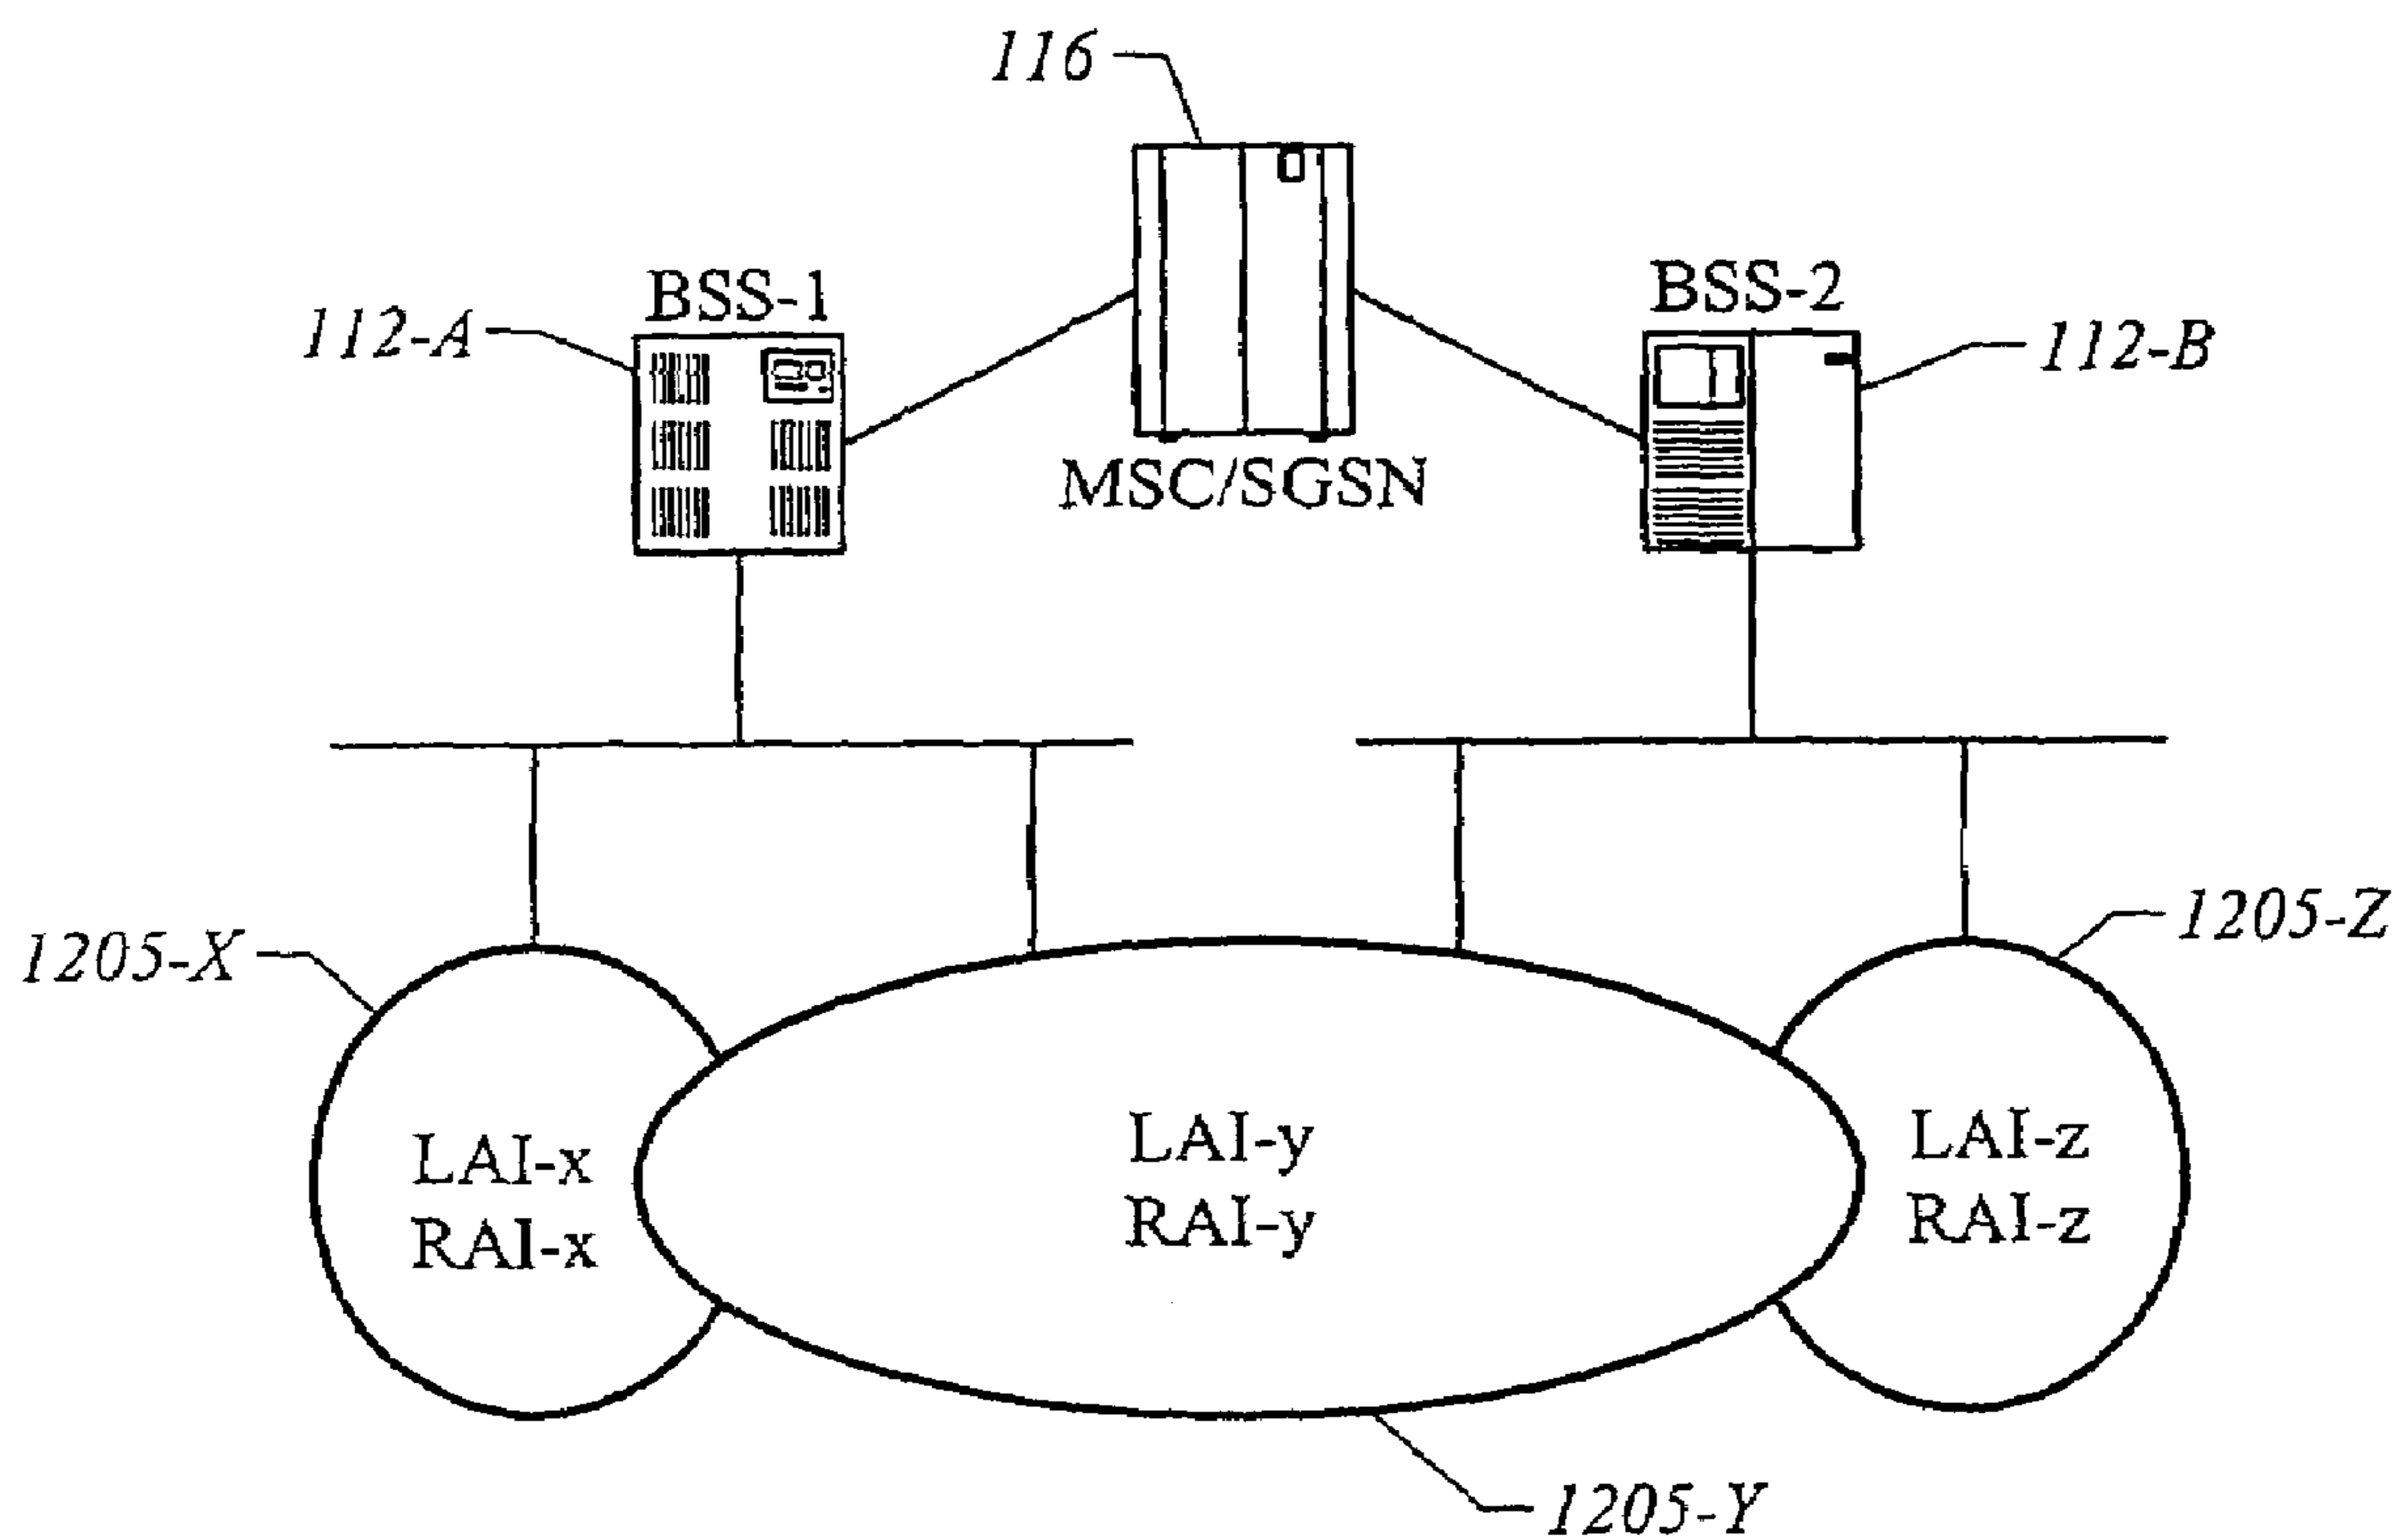 116
BSS-1
BSS-2
112-A
112-B
MSC/SGSN
1205-X
1205-Z
LAI-x
RAI-x
LAI-y
RAI-y
LAI-z
RAI-z
1205-Y